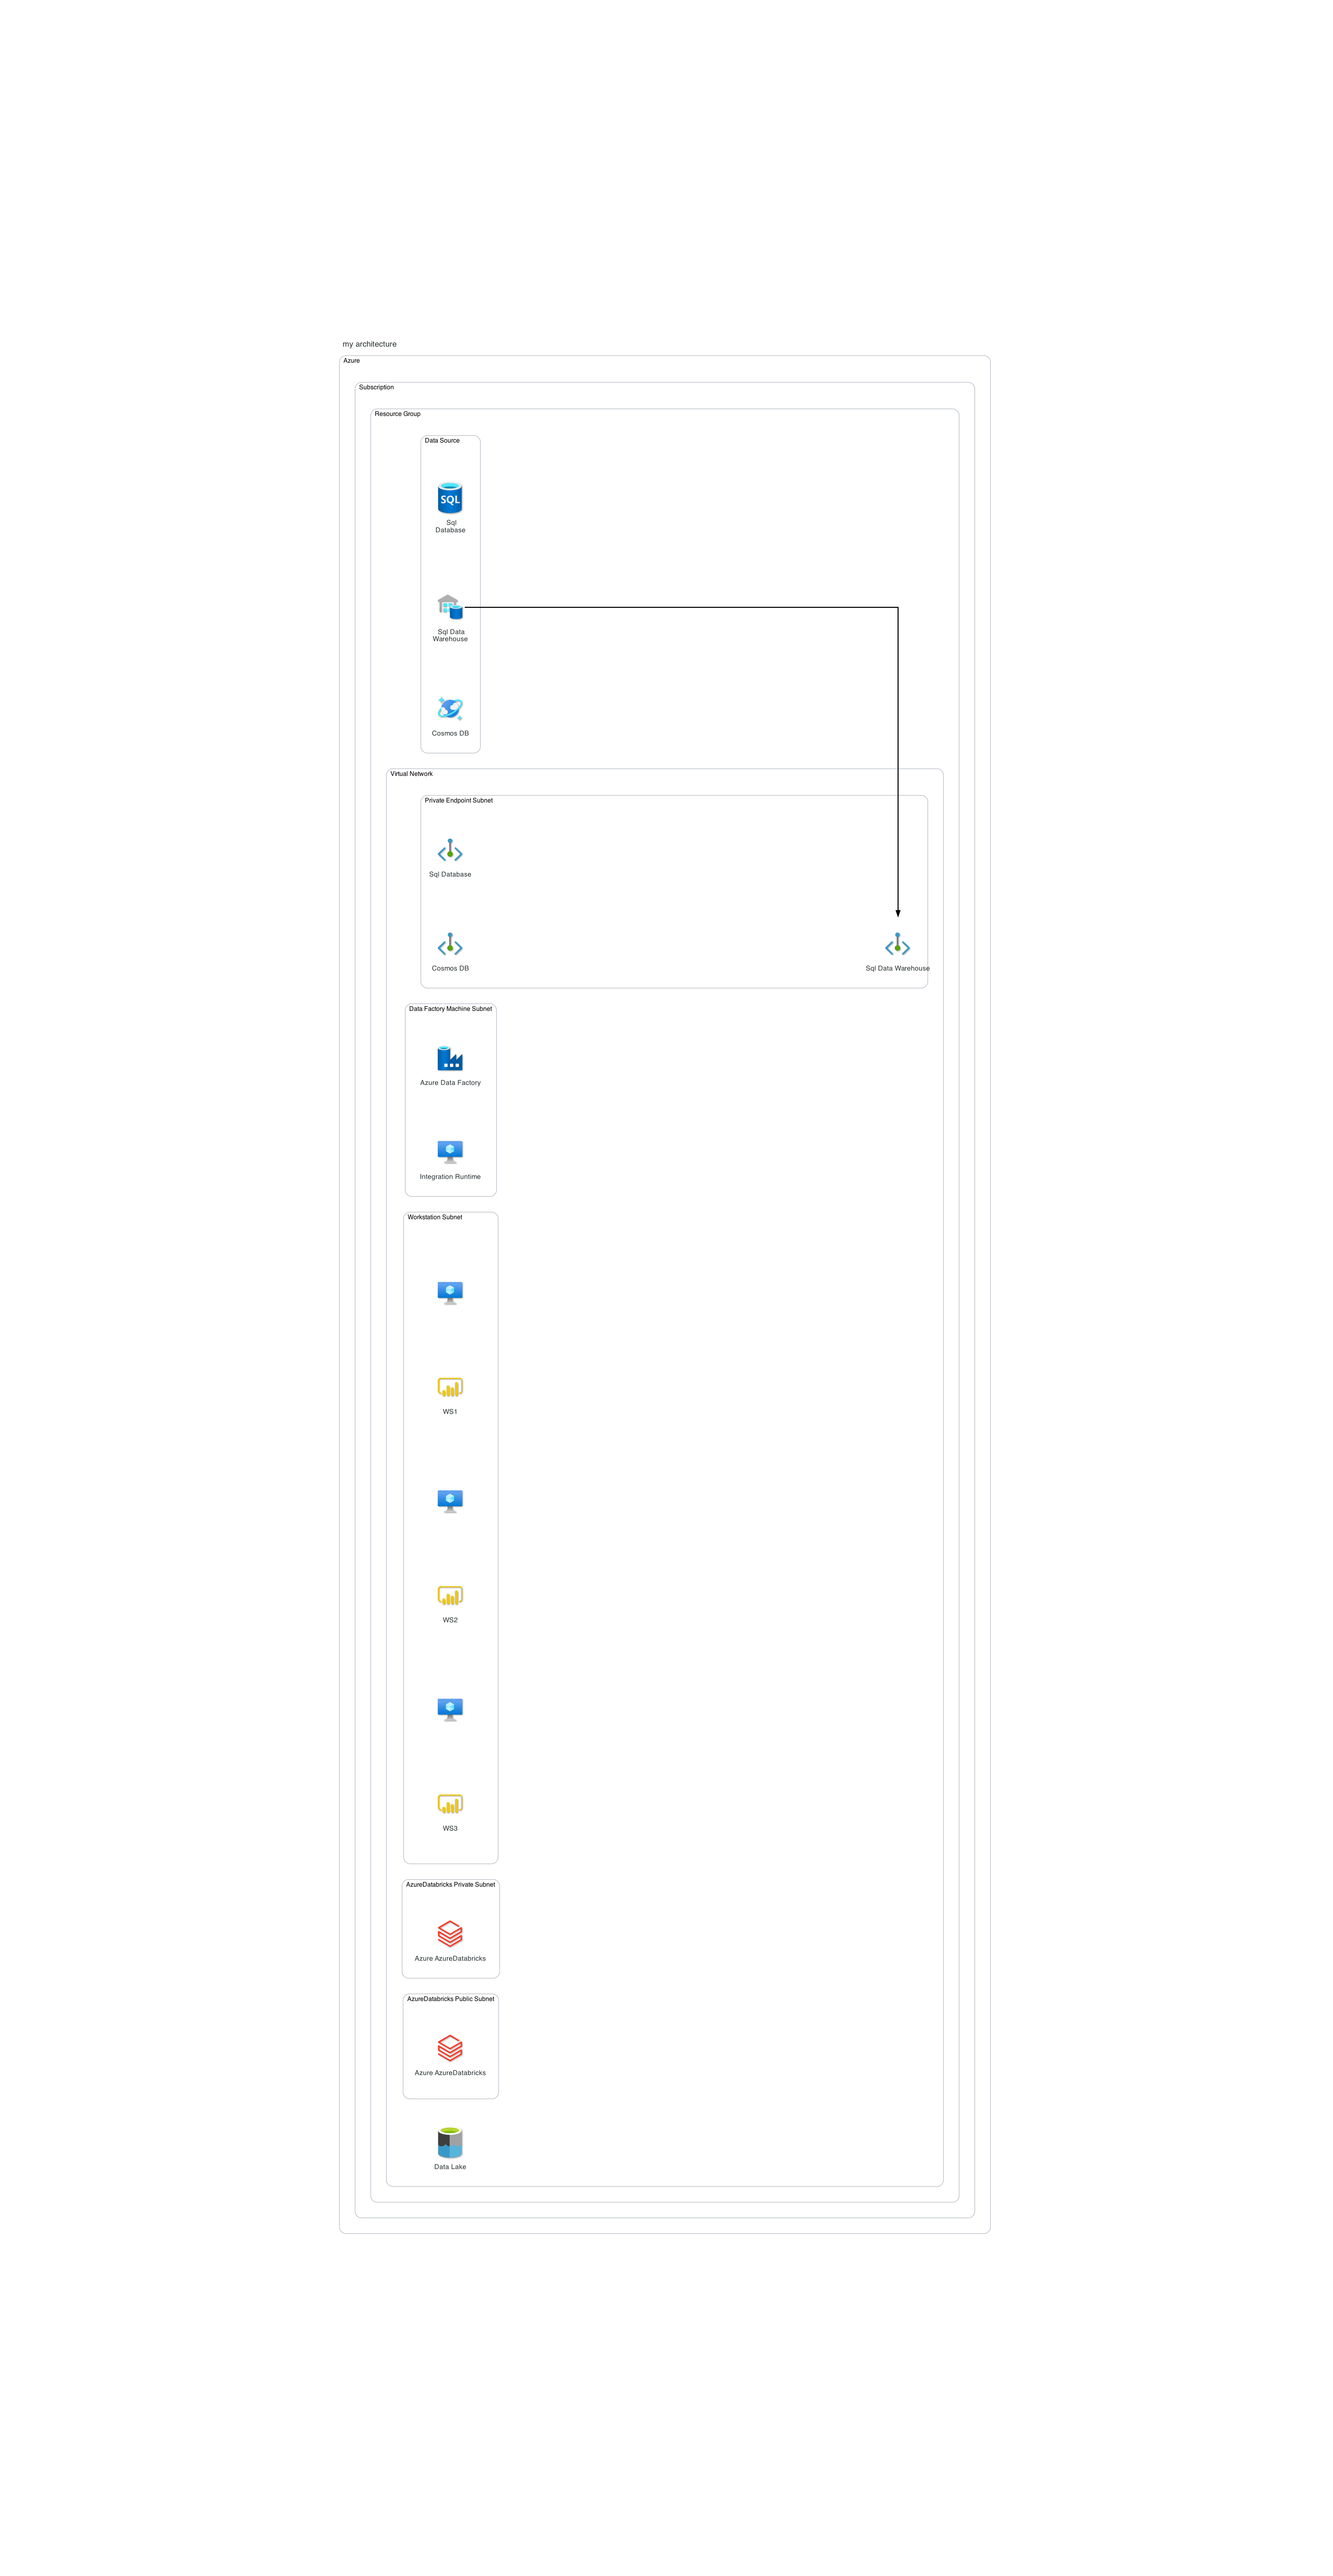 my architecture
Azure
Subscription
Resource Group
Data Source
SQL
Sql
Database
Sql Data
Warehouse
Cosmos DB
Virtual Network
Private Endpoint Subnet
Sql Database
Cosmos DB
Sql Data Warehouse
Data Factory Machine Subnet
Azure Data Factory
Integration Runtime
Workstation Subnet
WS1
WS2
WS3
AzureDatabricks Private Subnet
Azure AzureDatabricks
AzureDatabricks Public Subnet
Azure AzureDatabricks
Data Lake